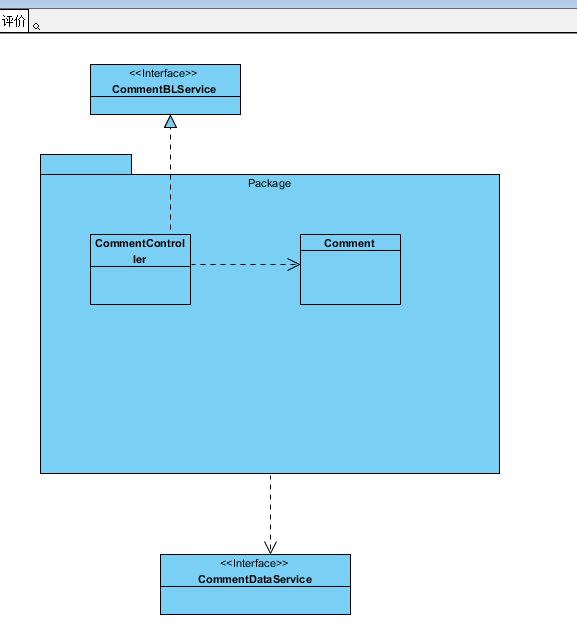 评价
<<Interface>>
CommentBLService
Package
CommentControl
ler
Comment
<<Interface>>
CommentDataService